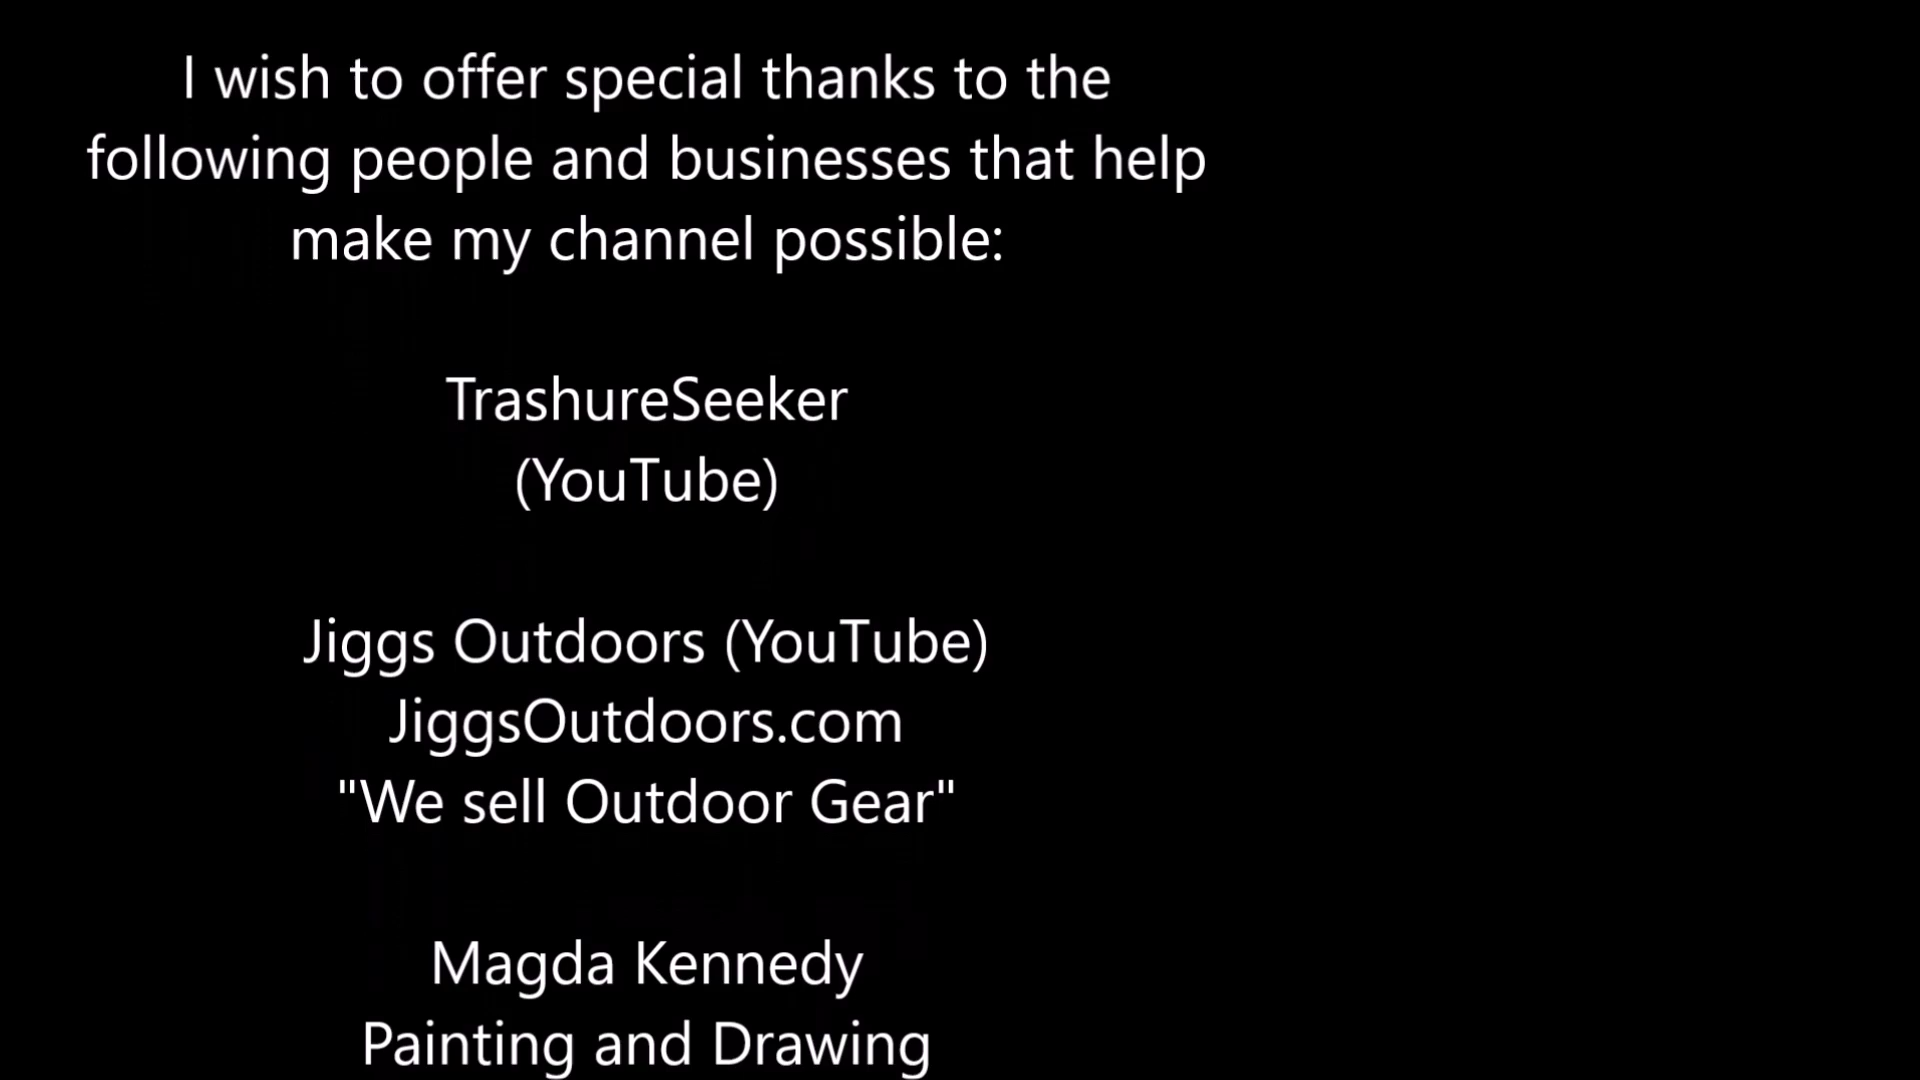 I wish to offer special thanks to the
following people and businesses that help
make my channel possible:
TrashureSeeker
(YouTube)
Jiggs Outdoors (YouTube)
JiggsOutdoors.com
"We sell Outdoor Gear"
Magda Kennedy
Painting and Drawing